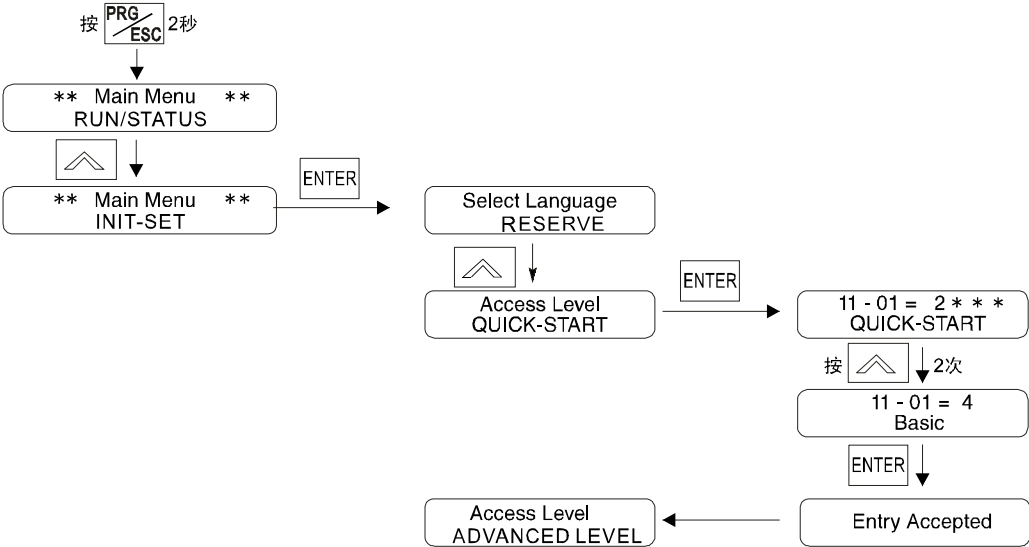 按 PRG/ESC 2秒
** Main Menu **
RUN/STATUS
** Main Menu **
INIT-SET
ENTER
Select Language
RESERVE
Access Level
QUICK-START
ENTER
11 - 01 = 2 * * *
QUICK-START
按 2次
11 - 01 = 4
Basic
ENTER
Entry Accepted
Access Level
ADVANCED LEVEL